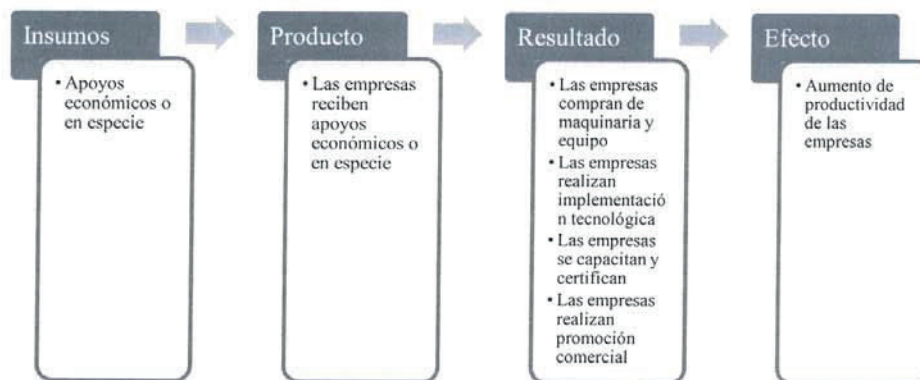 Insumos
• Apoyos
económicos o
en especie
Producto
• Las empresas
reciben
apoyos
económicos o
en especie
Resultado
• Las empresas
compran de
maquinaria y
equipo
• Las empresas
realizan
implementació
n tecnológica
• Las empresas
se capacitan y
certifican
• Las empresas
realizan
promoción
comercial
Efecto
• Aumento de
productividad
de las
empresas